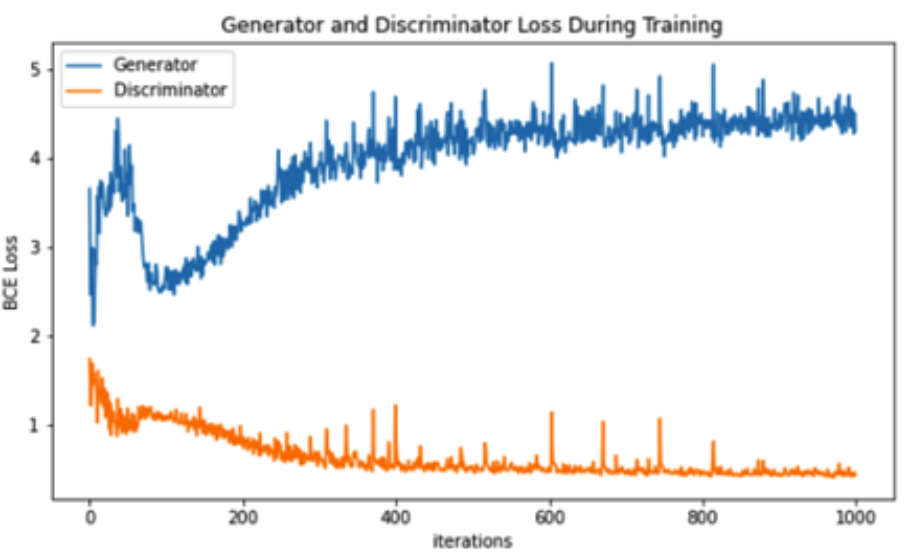 Generator and Discriminator Loss During Training
Generator
Discriminator
BCE Loss
5
4
3
2
1
0 200 400 600 800 1000
iterations